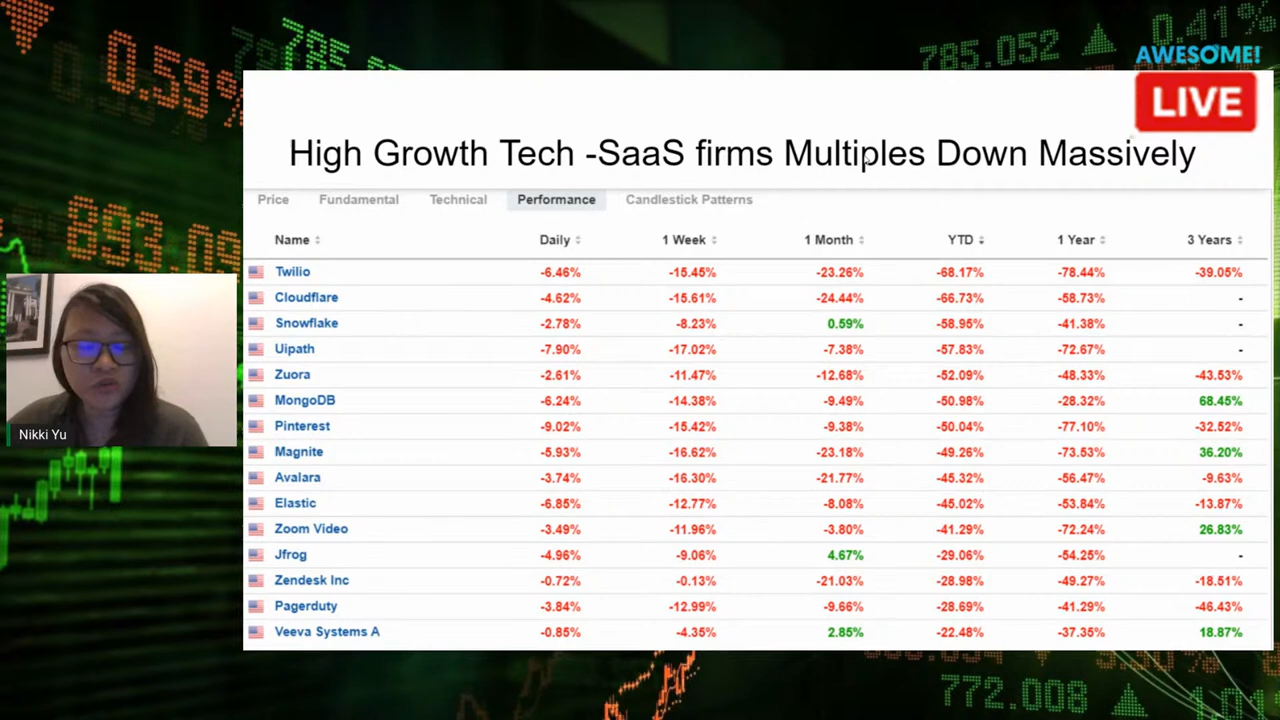 0.59%
785.052
0.41%
AWESOME!
LIVE
High Growth Tech -SaaS firms Multiples Down Massively
Price Fundamental Technical Performance Candlestick Patterns
Name Daily 1 Week 1 Month YTD 1 Year 3 Years
Twilio -6.46% -15.45% -23.26% -68.17% -78.44% -39.05%
Cloudflare -4.62% -15.61% -24.44% -66.73% -58.73% -
Snowflake -2.78% -8.23% 0.59% -58.95% -41.38% -
Uipath -7.90% -17.02% -7.38% -57.83% -72.67% -
Zuora -2.61% -11.47% -12.68% -52.09% -48.33% -43.53%
MongoDB -6.24% -14.38% -9.49% -50.98% -28.32% 68.45%
Pinterest -9.02% -15.42% -9.38% -50.04% -77.10% -32.52%
Magnite -5.93% -16.62% -23.18% -49.26% -73.53% 36.20%
Avalara -3.74% -16.30% -21.77% -45.32% -56.47% -9.63%
Elastic -6.85% -12.77% -8.08% -45.02% -53.84% -13.87%
Zoom Video -3.49% -11.96% -3.80% -41.29% -72.24% 26.83%
Jfrog -4.96% -9.06% 4.67% -29.06% -54.25% -
Zendesk Inc -0.72% -0.13% -21.03% -28.98% -49.27% -18.51%
Pagerduty -3.84% -12.99% -9.66% -28.69% -41.29% -46.43%
Veeva Systems A -0.85% -4.35% 2.85% -22.48% -37.35% 18.87%
893.09
Nikki Yu
772.008